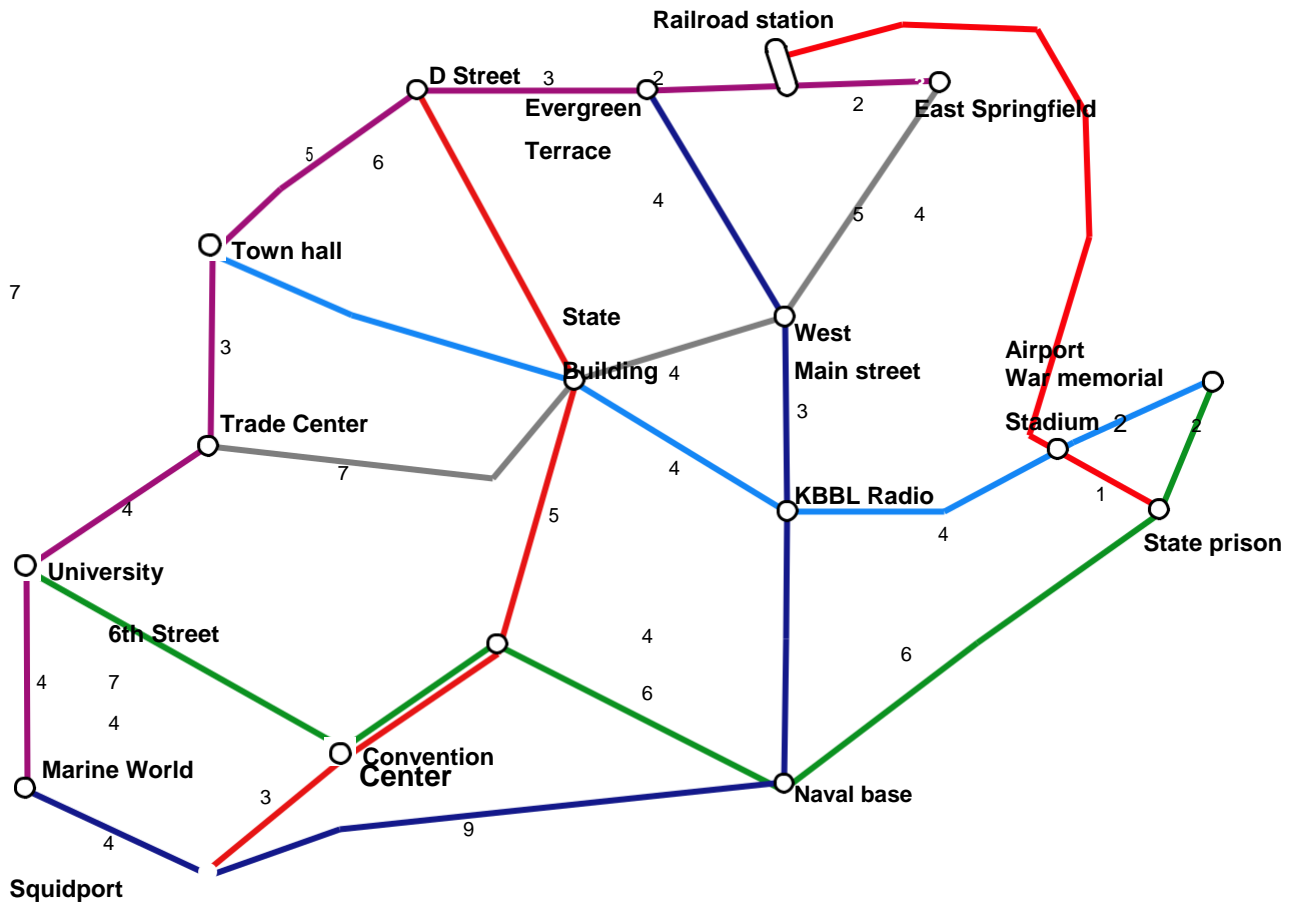 Railroad station
D Street
3
2
2
East Springfield
Evergreen
Terrace
5
6
4
5
4
Town hall
7
State
Building
4
West
Main street
3
3
Airport
War memorial
Stadium
2
2
Trade Center
7
4
KBBL Radio
1
4
5
4
State prison
University
6th Street
4
6
4
7
6
4
Convention
Center
Marine World
3
Naval base
4
9
Squidport